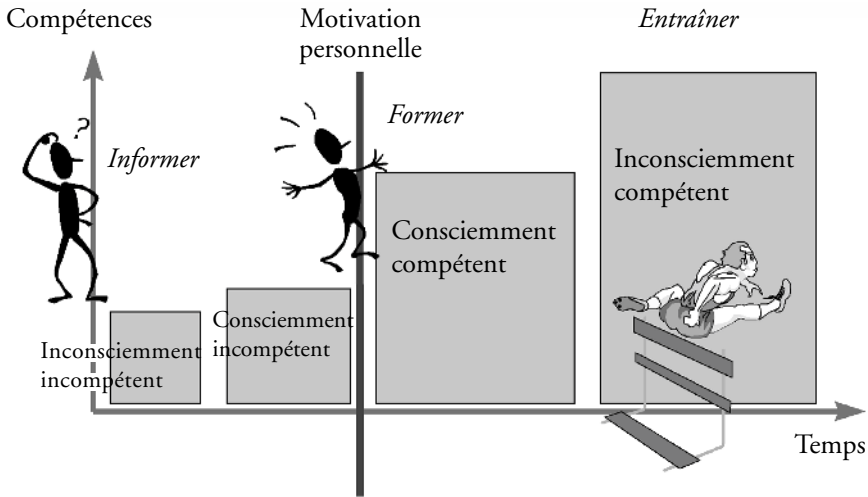 Compétences
Motivation
personnelle
Entraîner
?
Informer
Former
Inconsciemment
compétent
Consciemment
compétent
Consciemment
incompétent
Inconsciemment
incompétent
Temps